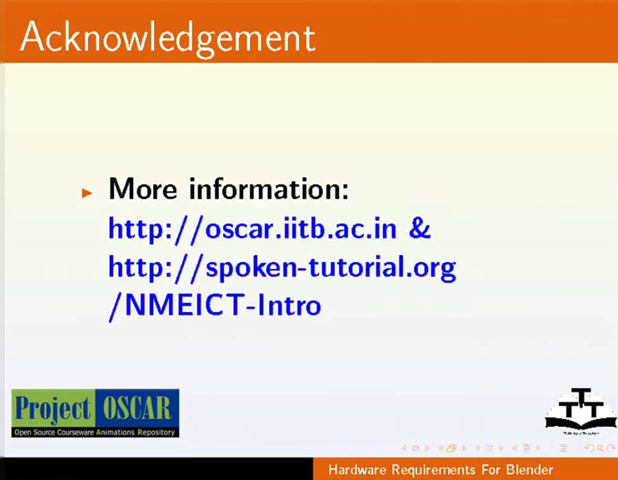 Acknowledgement
More information:
http://oscar.iitb.ac.in &
http://spoken-tutorial.org
/NMEICT-Intro
Project OSCAR
Open Source Courseware Animations Repository
Hardware Requirements For Blender